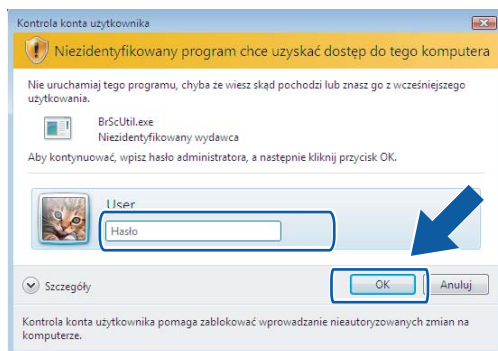 Kontrola konta użytkownika
Niezidentyfikowany program chce uzyskać dostęp do tego komputera
Nie uruchamiaj tego programu, chyba że wiesz skąd pochodzi lub znasz go z wcześniejszego
użytkowania.
BrScUtil.exe
Niezidentyfikowany wydawca
Aby kontynuować, wpisz hasło administratora, a następnie kliknij przycisk OK.
User
Hasło
Szczegóły
OK
Anuluj
Kontrola konta użytkownika pomaga zablokować wprowadzanie nieautoryzowanych zmian na
komputerze.